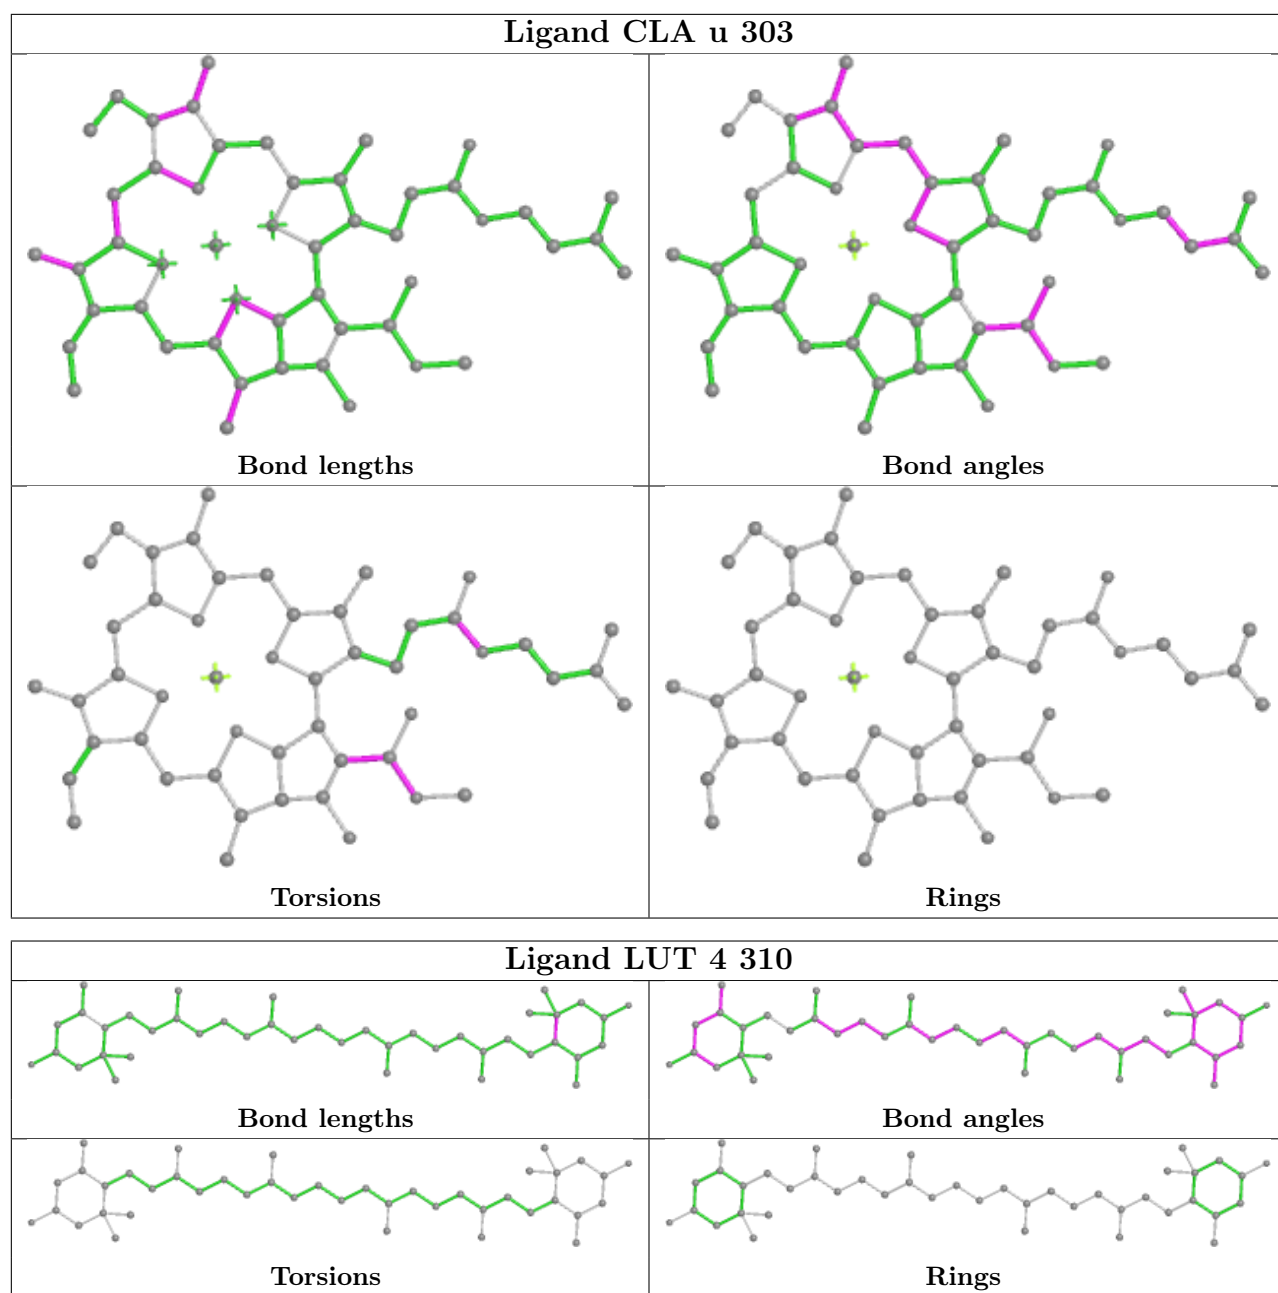 Ligand CLA u 303
Bond lengths
Bond angles
Torsions
Rings
Ligand LUT 4 310
Bond lengths
Bond angles
Torsions
Rings